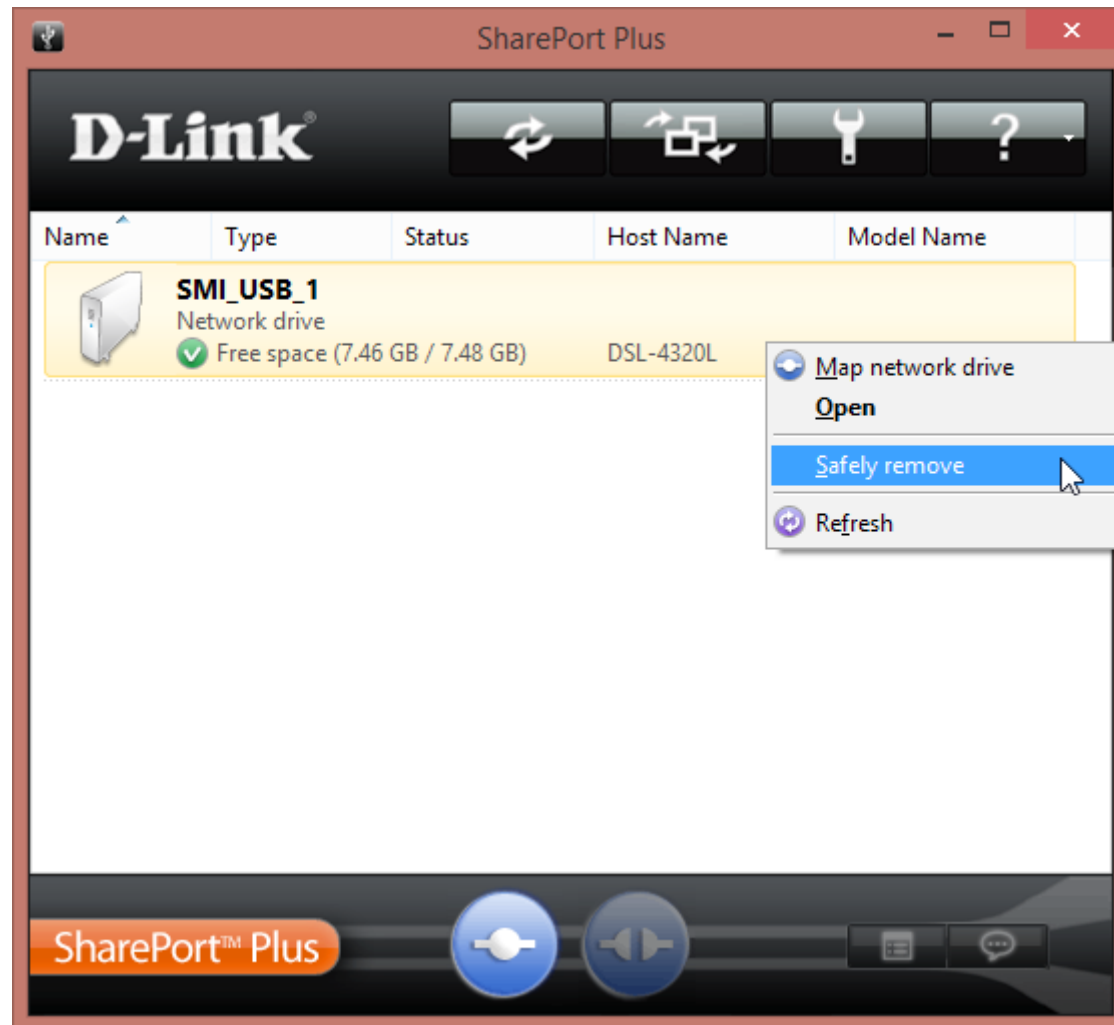 SharePort Plus
D-Link®
?
Name Type Status Host Name Model Name
SMI_USB_1
Network drive
Free space (7.46 GB / 7.48 GB) DSL-4320L
Map network drive
Open
Safely remove
Refresh
SharePort™ Plus